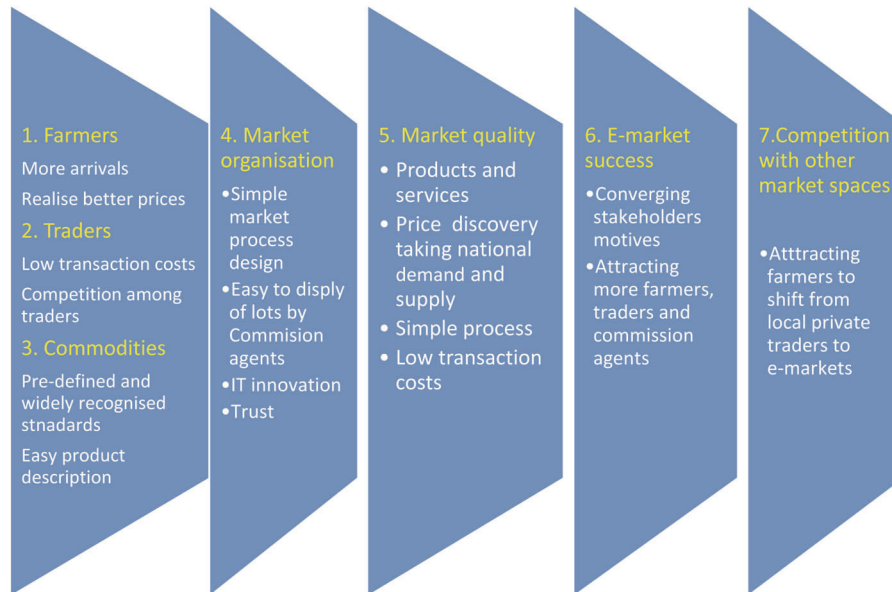 1. Farmers
More arrivals
Realise better prices
2. Traders
Low transaction costs
Competition among
traders
3. Commodities
Pre-defined and
widely recognised
stnadards
Easy product
description
4. Market
organisation
•Simple
market
process
design
•Easy to disply
of lots by
Commision
agents
•IT innovation
•Trust
5. Market quality
• Products and
services
• Price discovery
taking national
demand and
supply
• Simple process
• Low transaction
costs
6. E-market
success
•Converging
stakeholders
motives
•Attracting
more farmers,
traders and
commission
agents
7.Competition
with other
market spaces
•Atttracting
farmers to
shift from
local private
traders to
e-markets